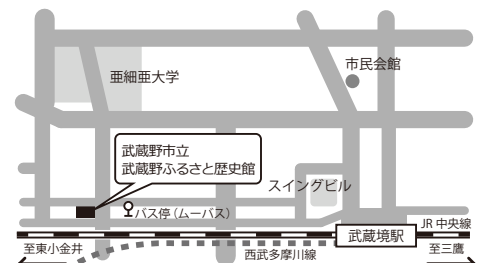 亜細亜大学
市民会館
武蔵野市立
武蔵野ふるさと歴史館
スイングビル
バス停(ムーバス)
JR 中央線
武蔵境駅
至東小金井
西武多摩川線
至三鷹